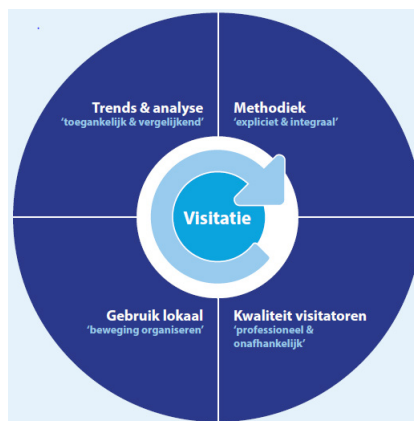 Trends & analyse
‘toegankelijk & vergelijkend’
Methodiek
‘expliciet & integraal’
Visitatie
Gebruik lokaal
‘beweging organiseren’
Kwaliteit visitatoren
‘professioneel &
onafhankelijk’